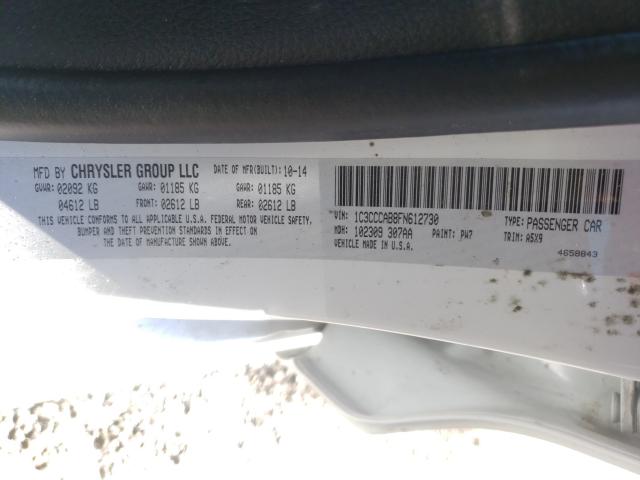 MFD BY CHRYSLER GROUP LLC DATE OF MFR(BUILT): 10-14
GVWR: 02092 KG GAWR: 01185 KG GAWR: 01185 KG
04612 LB FRONT: 02612 LB REAR: 02612 LB
THIS VEHICLE CONFORMS TO ALL APPLICABLE U.S.A. FEDERAL MOTOR VEHICLE SAFETY,
BUMPER AND THEFT PREVENTION STANDARDS IN EFFECT ON
THE DATE OF MANUFACTURE SHOWN ABOVE.
VIN: 1C3CCCAB8FN612730 TYPE: PASSENGER CAR
MDH: 102309 307AA PAINT: PW7 TRIM: A5X9
VEHICLE MADE IN U.S.A. 4658843